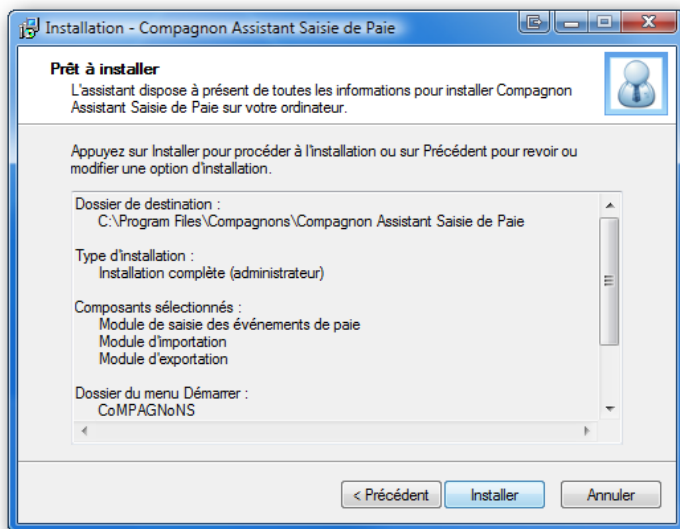 Installation - Compagnon Assistant Saisie de Paie
Prêt à installer
L'assistant dispose à présent de toutes les informations pour installer Compagnon
Assistant Saisie de Paie sur votre ordinateur.
Appuyez sur Installer pour procéder à l'installation ou sur Précédent pour revoir ou
modifier une option d'installation.
Dossier de destination :
C:\Program Files\Compagnons\Compagnon Assistant Saisie de Paie
Type d'installation :
Installation complète (administrateur)
Composants sélectionnés :
Module de saisie des événements de paie
Module d'importation
Module d'exportation
Dossier du menu Démarrer :
CoMPAGNoNS
< Précédent Installer Annuler